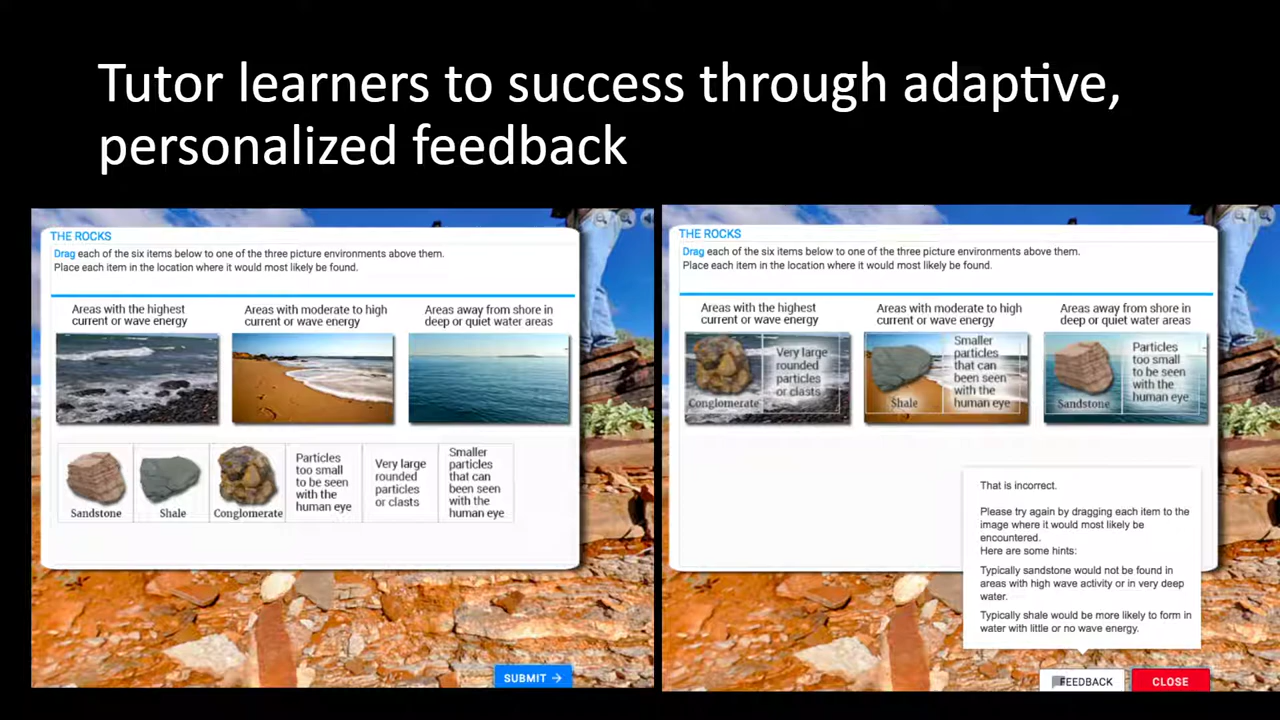 Tutor learners to success through adaptive,
personalized feedback
THE ROCKS
Drag each of the six items below to one of the three picture environments above them.
Place each item in the location where it would most likely be found.
Areas with the highest
current or wave energy
Areas with moderate to high
current or wave energy
Areas away from shore in
deep or quiet water areas
Sandstone
Shale
Conglomerate
Particles
too small
to be seen
with the
human eye
Very large
rounded
particles
or clasts
Smaller
particles
that can
been seen
with the
human eye
SUBMIT
THE ROCKS
Drag each of the six items below to one of the three picture environments above them.
Place each item in the location where it would most likely be found.
Areas with the highest
current or wave energy
Areas with moderate to high
current or wave energy
Areas away from shore in
deep or quiet water areas
Conglomerate
Very large
rounded
particles
or clasts
Shale
Smaller
particles
that can
been seen
with the
human eye
Sandstone
Particles
too small
to be seen
with the
human eye
That is incorrect.
Please try again by dragging each item to the
image where it would most likely be
encountered.
Here are some hints:
Typically sandstone would not be found in
areas with high wave activity or in very deep
water.
Typically shale would be more likely to form in
water with little or no wave energy.
FEEDBACK
CLOSE